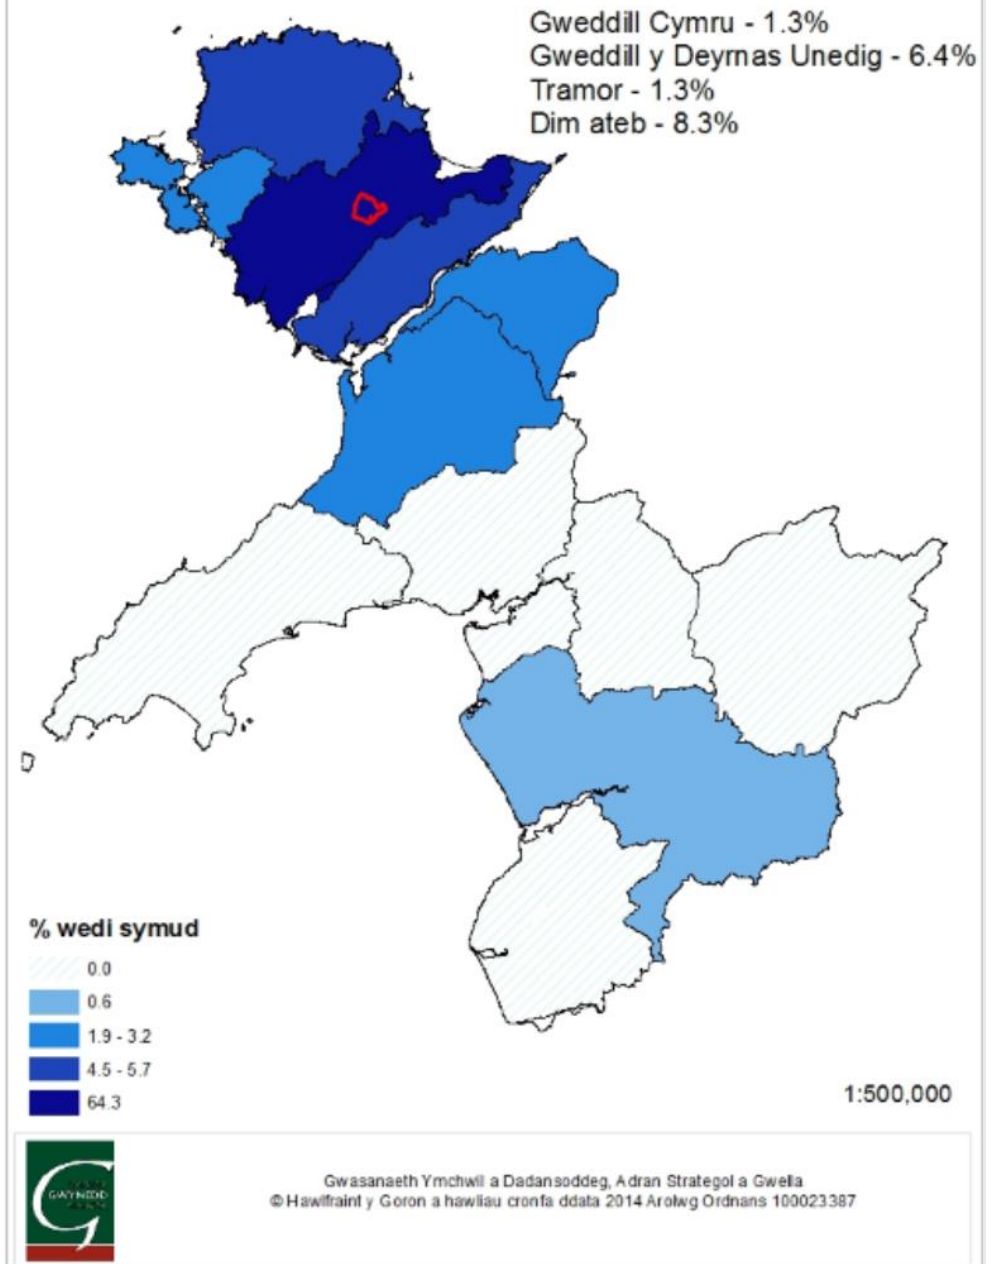 Gweddill Cymru - 1.3%
Gweddill y Deyrnas Unedig - 6.4%
Tramor - 1.3%
Dim ateb - 8.3%
% wedi symud
0.0
0.6
1.9 - 3.2
4.5 - 5.7
64.3
1:500,000
GWYNEDD
Gwasanaeth Ymchwil a Dadansoddeg, Adran Strategol a Gwella
© Hawlfraint y Goron a hawliau cronfa ddata 2014 Arolwg Ordnans 100023387